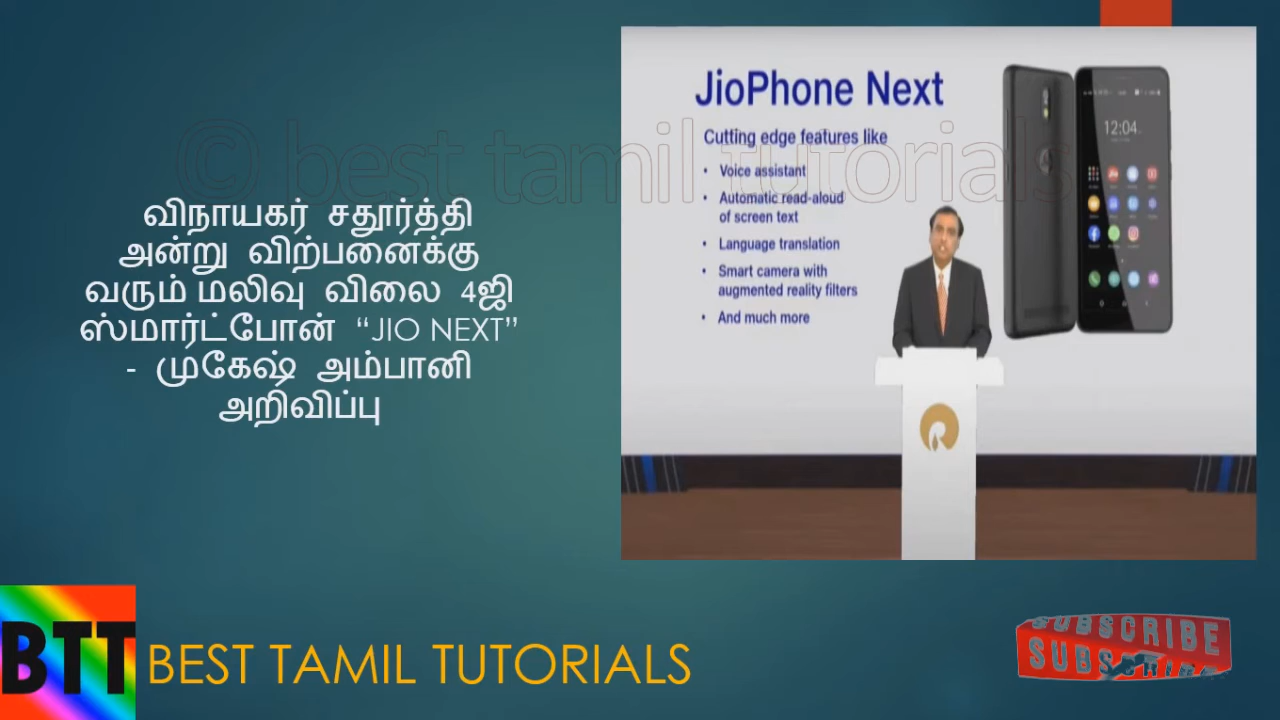 © best tamil tutorials
விநாயகர் சதூர்த்தி
அன்று விற்பனைக்கு
வரும் மலிவு விலை 4ஜி
ஸ்மார்ட்போன் “JIO NEXT”
- முகேஷ் அம்பானி
அறிவிப்பு
JioPhone Next
Cutting edge features like
• Voice assistant
• Automatic read-aloud
of screen text
• Language translation
• Smart camera with
augmented reality filters
• And much more
12:04
BTT BEST TAMIL TUTORIALS
SUBSCRIBE
SUBSCRIBE